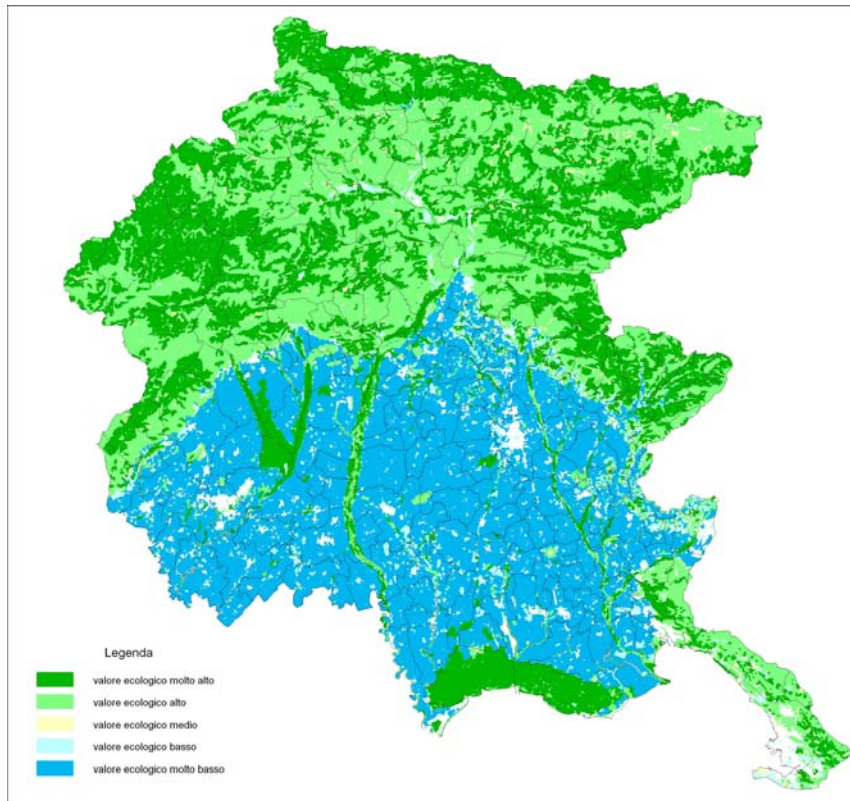 Legenda
valore ecologico molto alto
valore ecologico alto
valore ecologico medio
valore ecologico basso
valore ecologico molto basso